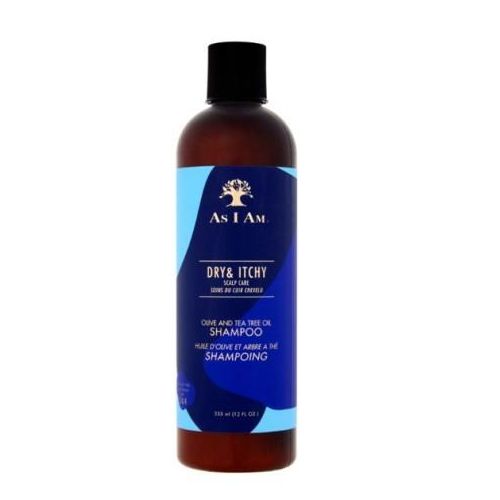 AS I AM
DRY & ITCHY
SCALP CARE
SOINS DU CUIR CHEVELU
OLIVE AND TEA TREE OIL
SHAMPOO
HUILE D'OLIVE ET ARBRE A THÉ
SHAMPOING
355 ml (12 FL OZ)